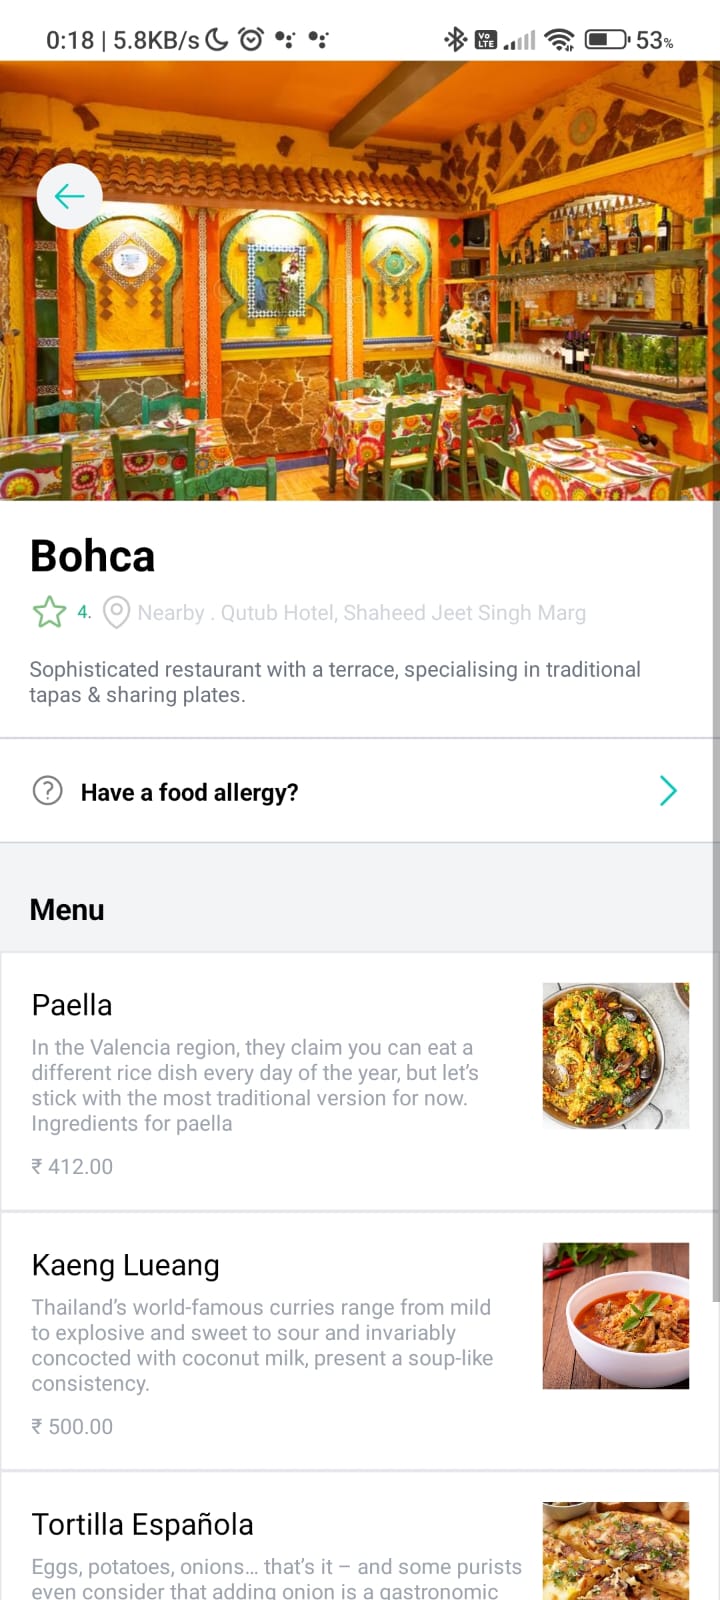 0:18 | 5.8KB/s
Vo LTE
53%
Bohca
4. Nearby . Qutub Hotel, Shaheed Jeet Singh Marg
Sophisticated restaurant with a terrace, specialising in traditional
tapas & sharing plates.
Have a food allergy?
Menu
Paella
In the Valencia region, they claim you can eat a
different rice dish every day of the year, but let’s
stick with the most traditional version for now.
Ingredients for paella
₹ 412.00
Kaeng Lueang
Thailand’s world-famous curries range from mild
to explosive and sweet to sour and invariably
concocted with coconut milk, present a soup-like
consistency.
₹ 500.00
Tortilla Española
Eggs, potatoes, onions… that’s it – and some purists
even consider that adding onion is a gastronomic